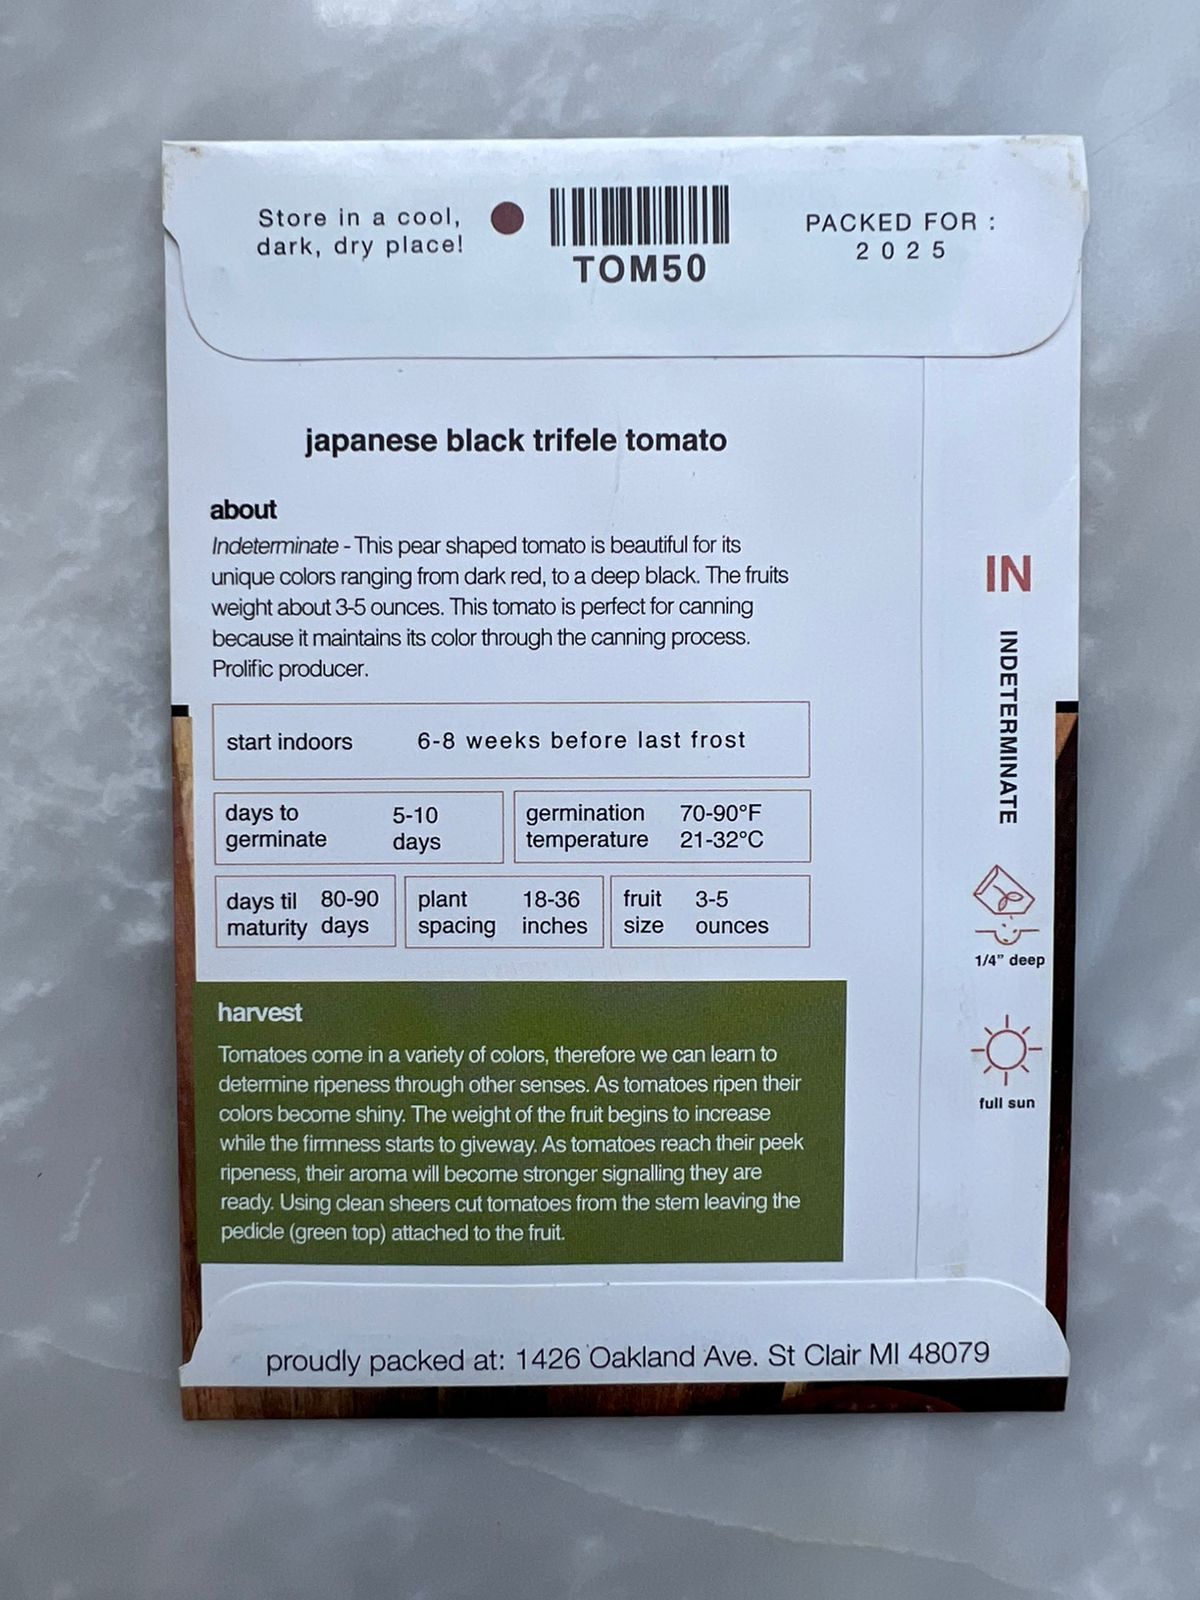 Store in a cool,
dark, dry place!
TOM50
PACKED FOR :
2025
japanese black trifele tomato
about
Indeterminate - This pear shaped tomato is beautiful for its
unique colors ranging from dark red, to a deep black. The fruits
weight about 3-5 ounces. This tomato is perfect for canning
because it maintains its color through the canning process.
Prolific producer.
start indoors 6-8 weeks before last frost
days to
germinate
5-10
days
germination
temperature
70-90°F
21-32°C
days til
maturity
80-90
days
plant
spacing
18-36
inches
fruit
size
3-5
ounces
harvest
Tomatoes come in a variety of colors, therefore we can learn to
determine ripeness through other senses. As tomatoes ripen their
colors become shiny. The weight of the fruit begins to increase
while the firmness starts to giveway. As tomatoes reach their peek
ripeness, their aroma will become stronger signalling they are
ready. Using clean sheers cut tomatoes from the stem leaving the
pedicle (green top) attached to the fruit.
IN
INDETERMINATE
1/4” deep
full sun
proudly packed at: 1426 Oakland Ave. St Clair MI 48079